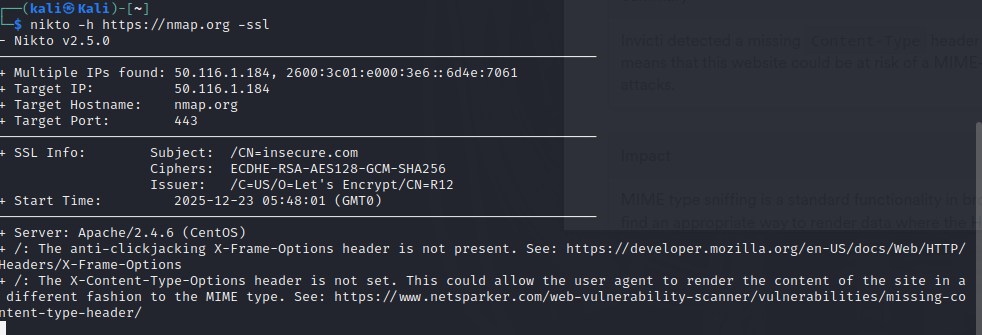 (kali㉿Kali)-[~]
$ nikto -h https://nmap.org -ssl
- Nikto v2.5.0
+ Multiple IPs found: 50.116.1.184, 2600:3c01:e000:3e6::6d4e:7061
+ Target IP: 50.116.1.184
+ Target Hostname: nmap.org
+ Target Port: 443
+ SSL Info: Subject: /CN=insecure.com
Ciphers: ECDHE-RSA-AES128-GCM-SHA256
Issuer: /C=US/O=Let's Encrypt/CN=R12
+ Start Time: 2025-12-23 05:48:01 (GMT0)
+ Server: Apache/2.4.6 (CentOS)
+ /: The anti-clickjacking X-Frame-Options header is not present. See: https://developer.mozilla.org/en-US/docs/Web/HTTP/
Headers/X-Frame-Options
+ /: The X-Content-Type-Options header is not set. This could allow the user agent to render the content of the site in a
different fashion to the MIME type. See: https://www.netsparker.com/web-vulnerability-scanner/vulnerabilities/missing-co
ntent-type-header/
Invicti detected a missing Content-Type header
means that this website could be at risk of a MIME-
attacks.
Impact
MIME type sniffing is a standard functionality in br
find an appropriate way to render data where the